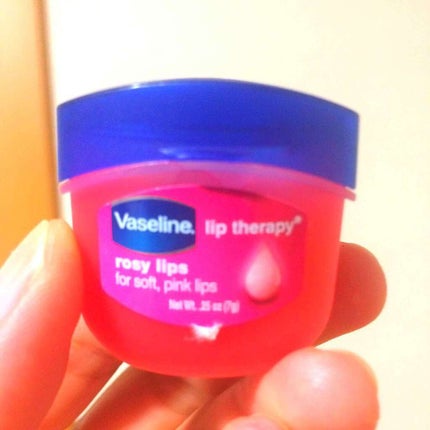 Vaseline. lip therapy®
rosy lips
for soft, pink lips
Net Wt. .25 oz (7g)